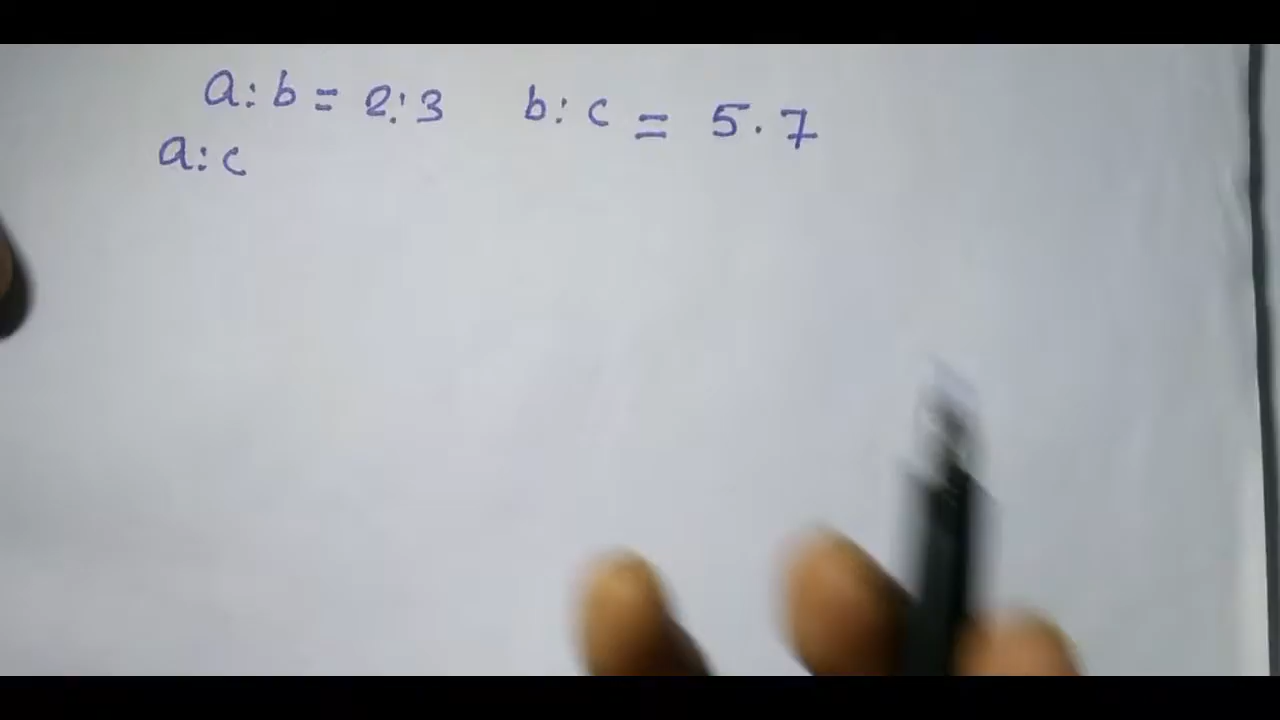 a:b = 2:3 b:c = 5.7
a:c